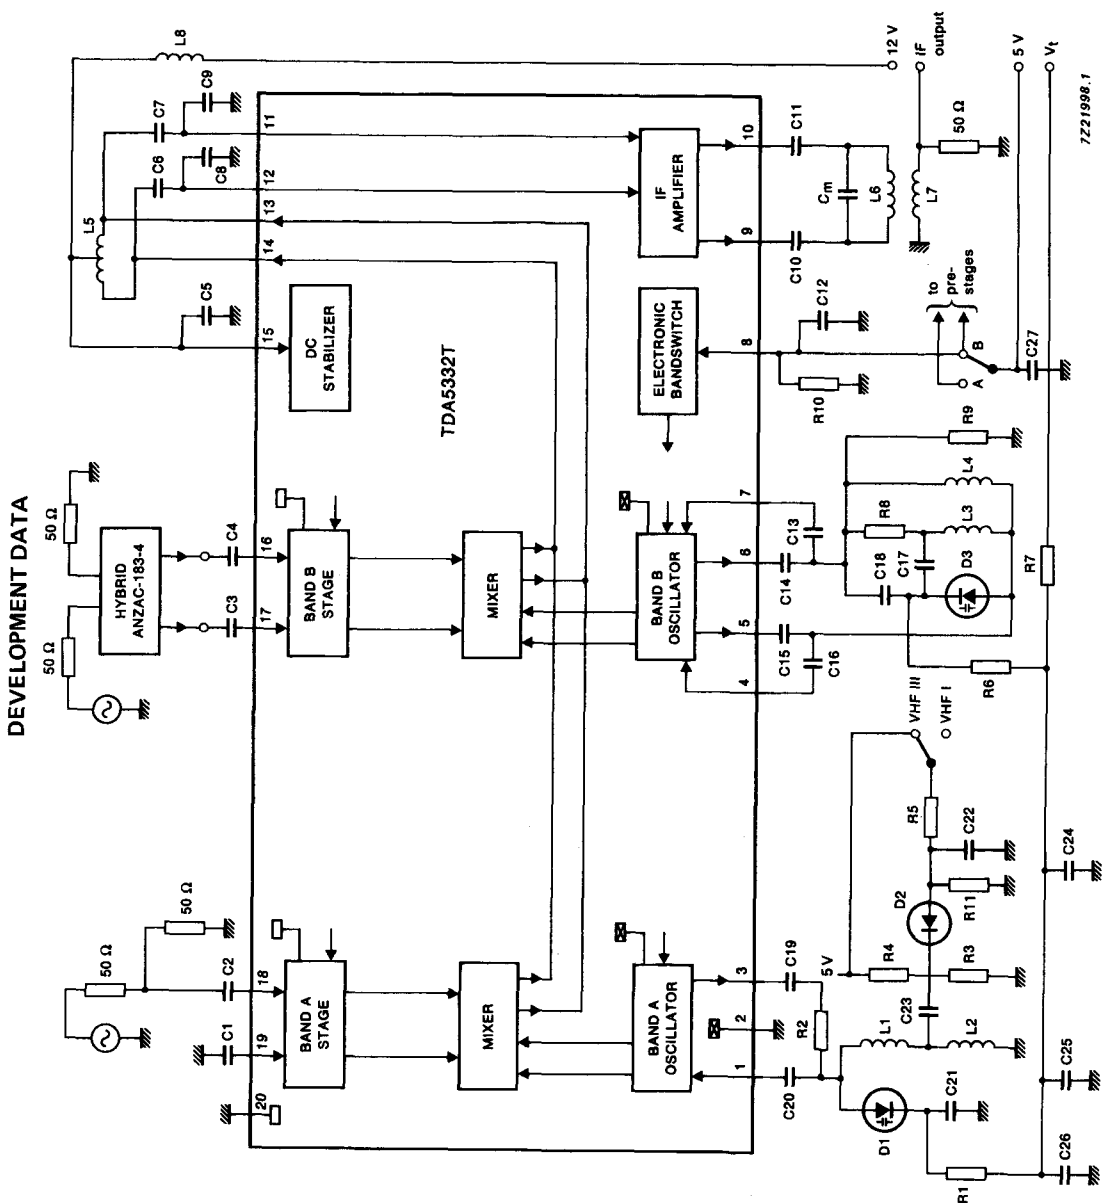 DEVELOPMENT DATA
50 Ω
50 Ω
HYBRID
ANZAC-183-4
50 Ω
50 Ω
L8
C9
C7
C6
C8
L5
C5
C4
C3
C2
C1
20
19
18
17
16
15
14
13
12
11
BAND A
STAGE
BAND B
STAGE
DC
STABILIZER
TDA5332T
MIXER
MIXER
BAND A
OSCILLATOR
BAND B
OSCILLATOR
ELECTRONIC
BANDSWITCH
IF
AMPLIFIER
1
2
3
4
5
6
7
8
9
10
C20
C19
R2
C15
C16
C14
C13
C12
R10
C10
C11
Cm
L6
L7
50 Ω
12 V
IF
output
5 V
Vt
to
pre-
stages
A
B
C27
R9
L4
R8
L3
C18
C17
D3
R7
R6
VHF III
VHF I
R5
C22
R11
D2
5 V
R4
R3
C23
L1
L2
D1
C21
R1
C26
C25
C24
7Z21998.1